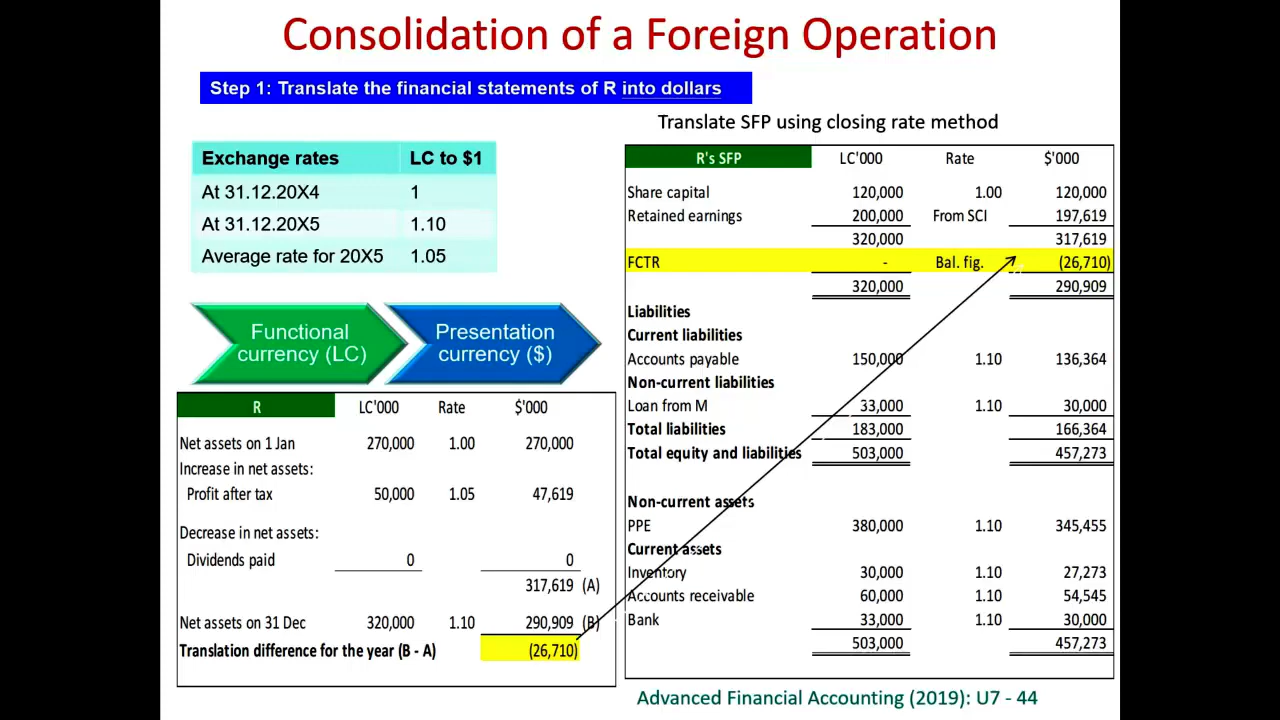 Consolidation of a Foreign Operation
Step 1: Translate the financial statements of R into dollars
Exchange rates LC to $1
At 31.12.20X4 1
At 31.12.20X5 1.10
Average rate for 20X5 1.05
Functional currency (LC)
Presentation currency ($)
R LC'000 Rate $'000
Net assets on 1 Jan 270,000 1.00 270,000
Increase in net assets:
Profit after tax 50,000 1.05 47,619
Decrease in net assets:
Dividends paid 0 0
317,619 (A)
Net assets on 31 Dec 320,000 1.10 290,909 (B)
Translation difference for the year (B - A) (26,710)
Translate SFP using closing rate method
R's SFP LC'000 Rate $'000
Share capital 120,000 1.00 120,000
Retained earnings 200,000 From SCI 197,619
320,000 317,619
FCTR - Bal. fig. (26,710)
320,000 290,909
Liabilities
Current liabilities
Accounts payable 150,000 1.10 136,364
Non-current liabilities
Loan from M 33,000 1.10 30,000
Total liabilities 183,000 166,364
Total equity and liabilities 503,000 457,273
Non-current assets
PPE 380,000 1.10 345,455
Current assets
Inventory 30,000 1.10 27,273
Accounts receivable 60,000 1.10 54,545
Bank 33,000 1.10 30,000
503,000 457,273
Advanced Financial Accounting (2019): U7 - 44